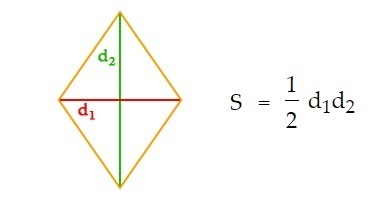 d₂
d₁
S = 1/2 d₁d₂